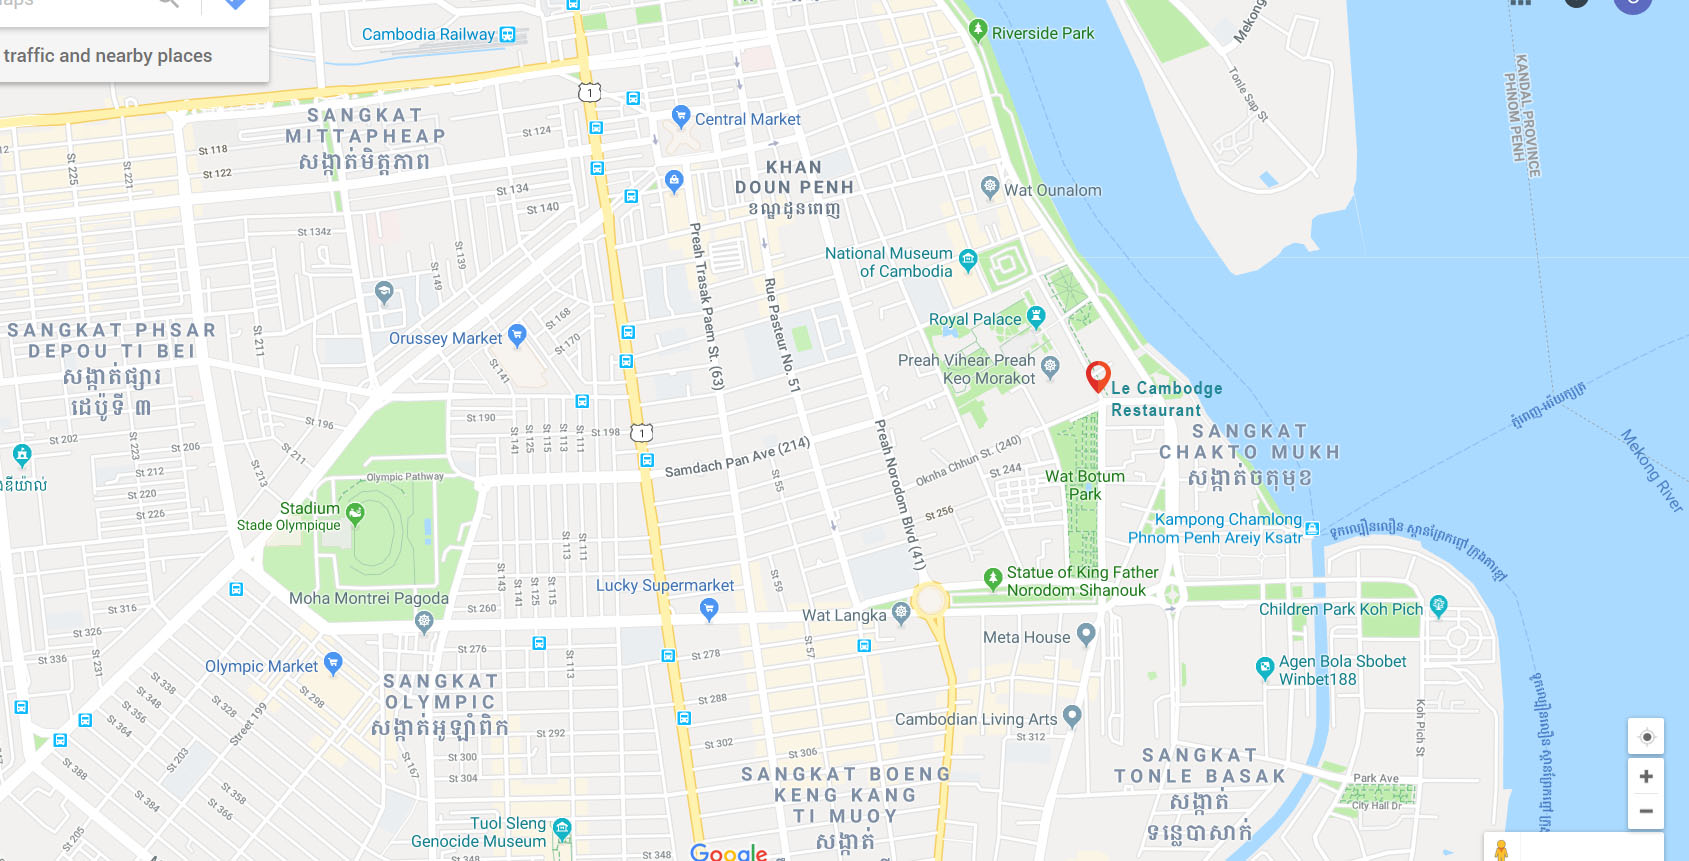 traffic and nearby places
Cambodia Railway
Riverside Park
Mekong
Tonle Sap St
KANDAL PROVINCE
PHNOM PENH
1
SANGKAT
MITTAPHEAP
សង្កាត់មិត្តភាព
St 124
Central Market
St 118
St 122
St 225
St 221
KHAN
DOUN PENH
ខណ្ឌដូនពេញ
St 134
St 140
Wat Ounalom
St 134z
St 139
St 149
National Museum
of Cambodia
Preah Trasak Paem St. (63)
Rue Pasteur No. 51
SANGKAT PHSAR
DEPOU TI BEI
សង្កាត់ផ្សារ
ដេប៉ូទី ៣
St 211
Orussey Market
St 168
St 170
St 141
Royal Palace
Preah Vihear Preah
Keo Morakot
Le Cambodge
Restaurant
SANGKAT
CHAKTO MUKH
សង្កាត់ចតុមុខ
Mekong River
St 190
St 141
St 125
St 115
St 113
St 111
St 198
1
St 202
St 211
St 212
St 220
St 226
Olympic Pathway
Samdach Pan Ave (214)
St 55
Preah Norodom Blvd (41)
Oknha Chhun St. (240)
St 244
St 256
Wat Botum
Park
Stadium
Stade Olympique
St 113
St 111
Kampong Chamlong
Phnom Penh Areiy Ksatr
Moha Montrei Pagoda
St 316
Lucky Supermarket
St 59
Statue of King Father
Norodom Sihanouk
Wat Langka
Children Park Koh Pich
Meta House
St 326
St 336
St 231
St 276
St 113
St 278
St 57
Olympic Market
Agen Bola Sbobet
Winbet188
St 338
St 328
St 356
St 364
St 298
Street 199
St 203
SANGKAT
OLYMPIC
សង្កាត់អូឡាំពិក
St 288
St 292
St 302
St 306
Cambodian Living Arts
St 312
Koh Pich St
St 388
St 384
St 354
St 167
St 300
St 304
SANGKAT BOENG
KENG KANG
TI MUOY
សង្កាត់
SANGKAT
TONLE BASAK
សង្កាត់
ទន្លេបាសាក់
Park Ave
City Hall Dr
Tuol Sleng
Genocide Museum
St 348
St 348
Google